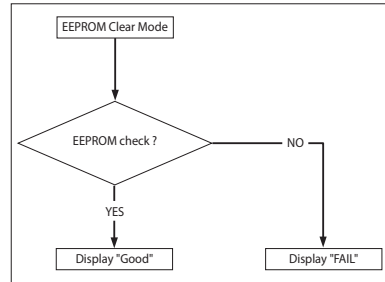 EEPROM Clear Mode
EEPROM check ?
NO
YES
Display "Good"
Display "FAIL"